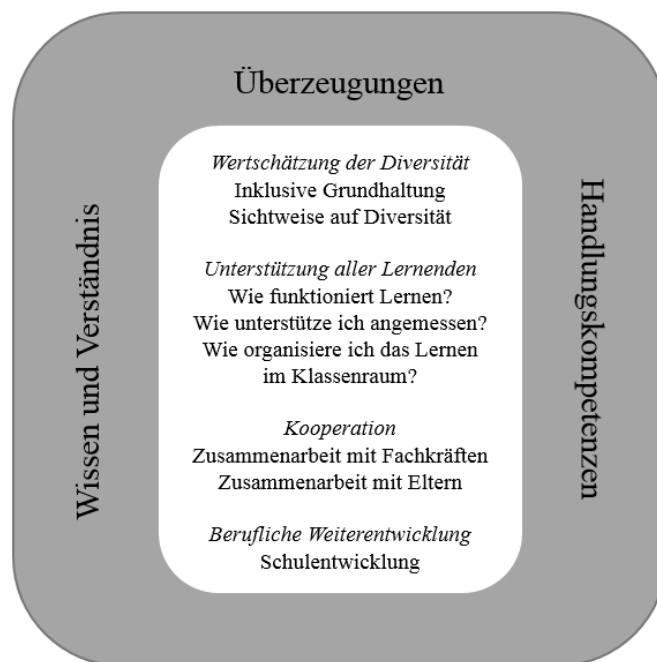 Überzeugungen
Wissen und Verständnis
Wertschätzung der Diversität
Inklusive Grundhaltung
Sichtweise auf Diversität
Unterstützung aller Lernenden
Wie funktioniert Lernen?
Wie unterstütze ich angemessen?
Wie organisiere ich das Lernen
im Klassenraum?
Kooperation
Zusammenarbeit mit Fachkräften
Zusammenarbeit mit Eltern
Berufliche Weiterentwicklung
Schulentwicklung
Handlungskompetenzen